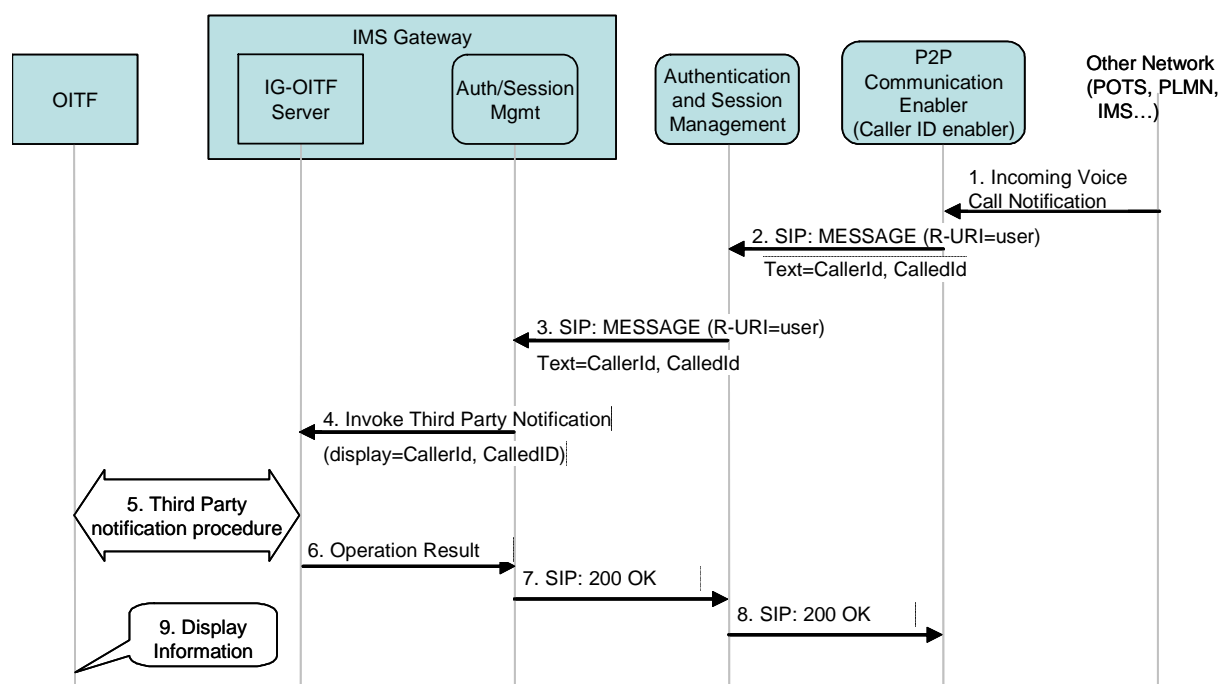 IMS Gateway
OITF
IG-OITF
Server
Auth/Session
Mgmt
Authentication
and Session
Management
P2P
Communication
Enabler
(Caller ID enabler)
Other Network
(POTS, PLMN,
IMS…)
1. Incoming Voice
Call Notification
2. SIP: MESSAGE (R-URI=user)
Text=CallerId, CalledId
3. SIP: MESSAGE (R-URI=user)
Text=CallerId, CalledId
4. Invoke Third Party Notification
(display=CallerId, CalledID)
5. Third Party
notification procedure
6. Operation Result
7. SIP: 200 OK
8. SIP: 200 OK
9. Display
Information